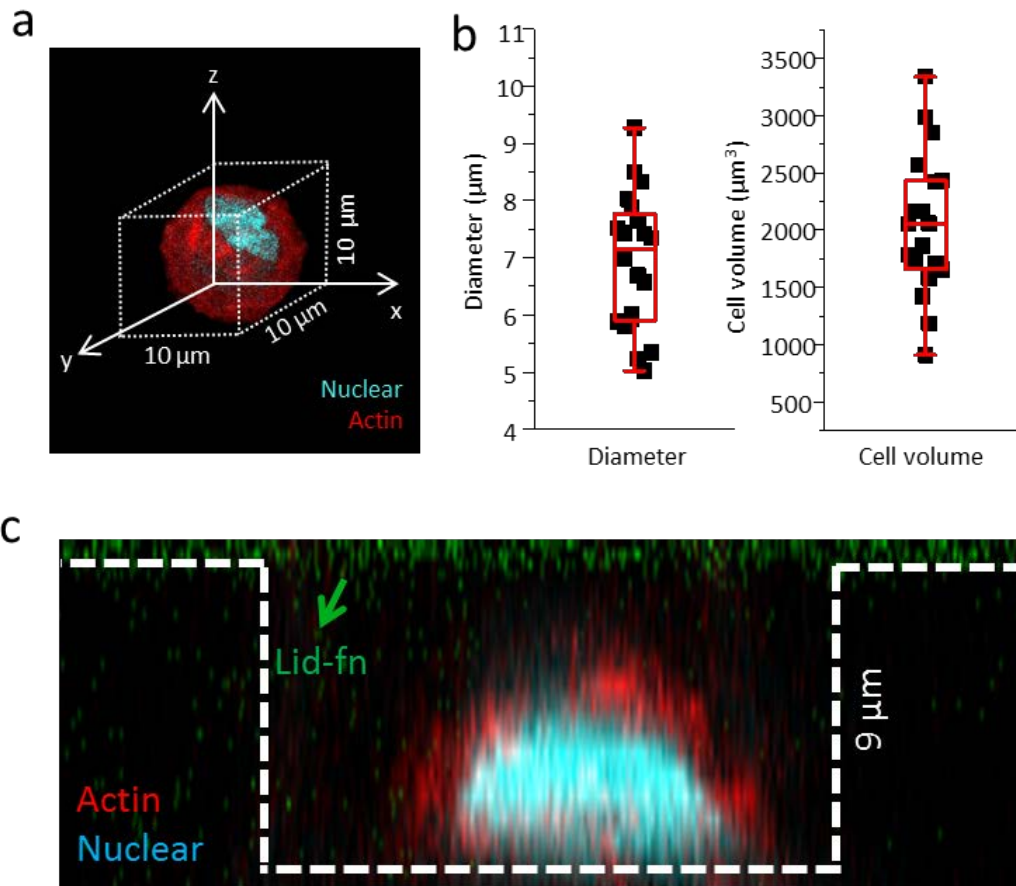 a
z
10 µm
10 µm
10 µm
x
y
Nuclear
Actin
b
11
10
9
8
7
6
5
4
Diameter (µm)
Diameter
3500
3000
2500
2000
1500
1000
500
Cell volume (µm³)
Cell volume
c
Lid-fn
9 µm
Actin
Nuclear